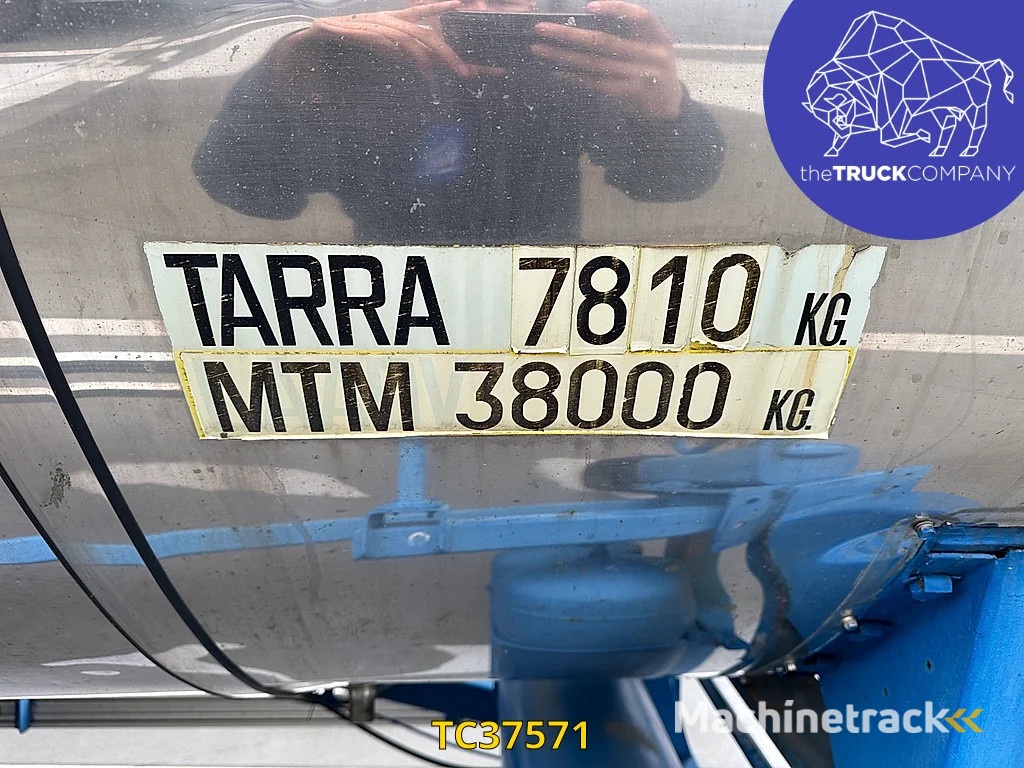 theTRUCKCOMPANY
TARRA 7810 KG.
MTM 38000 KG.
TC37571
Machinetrack